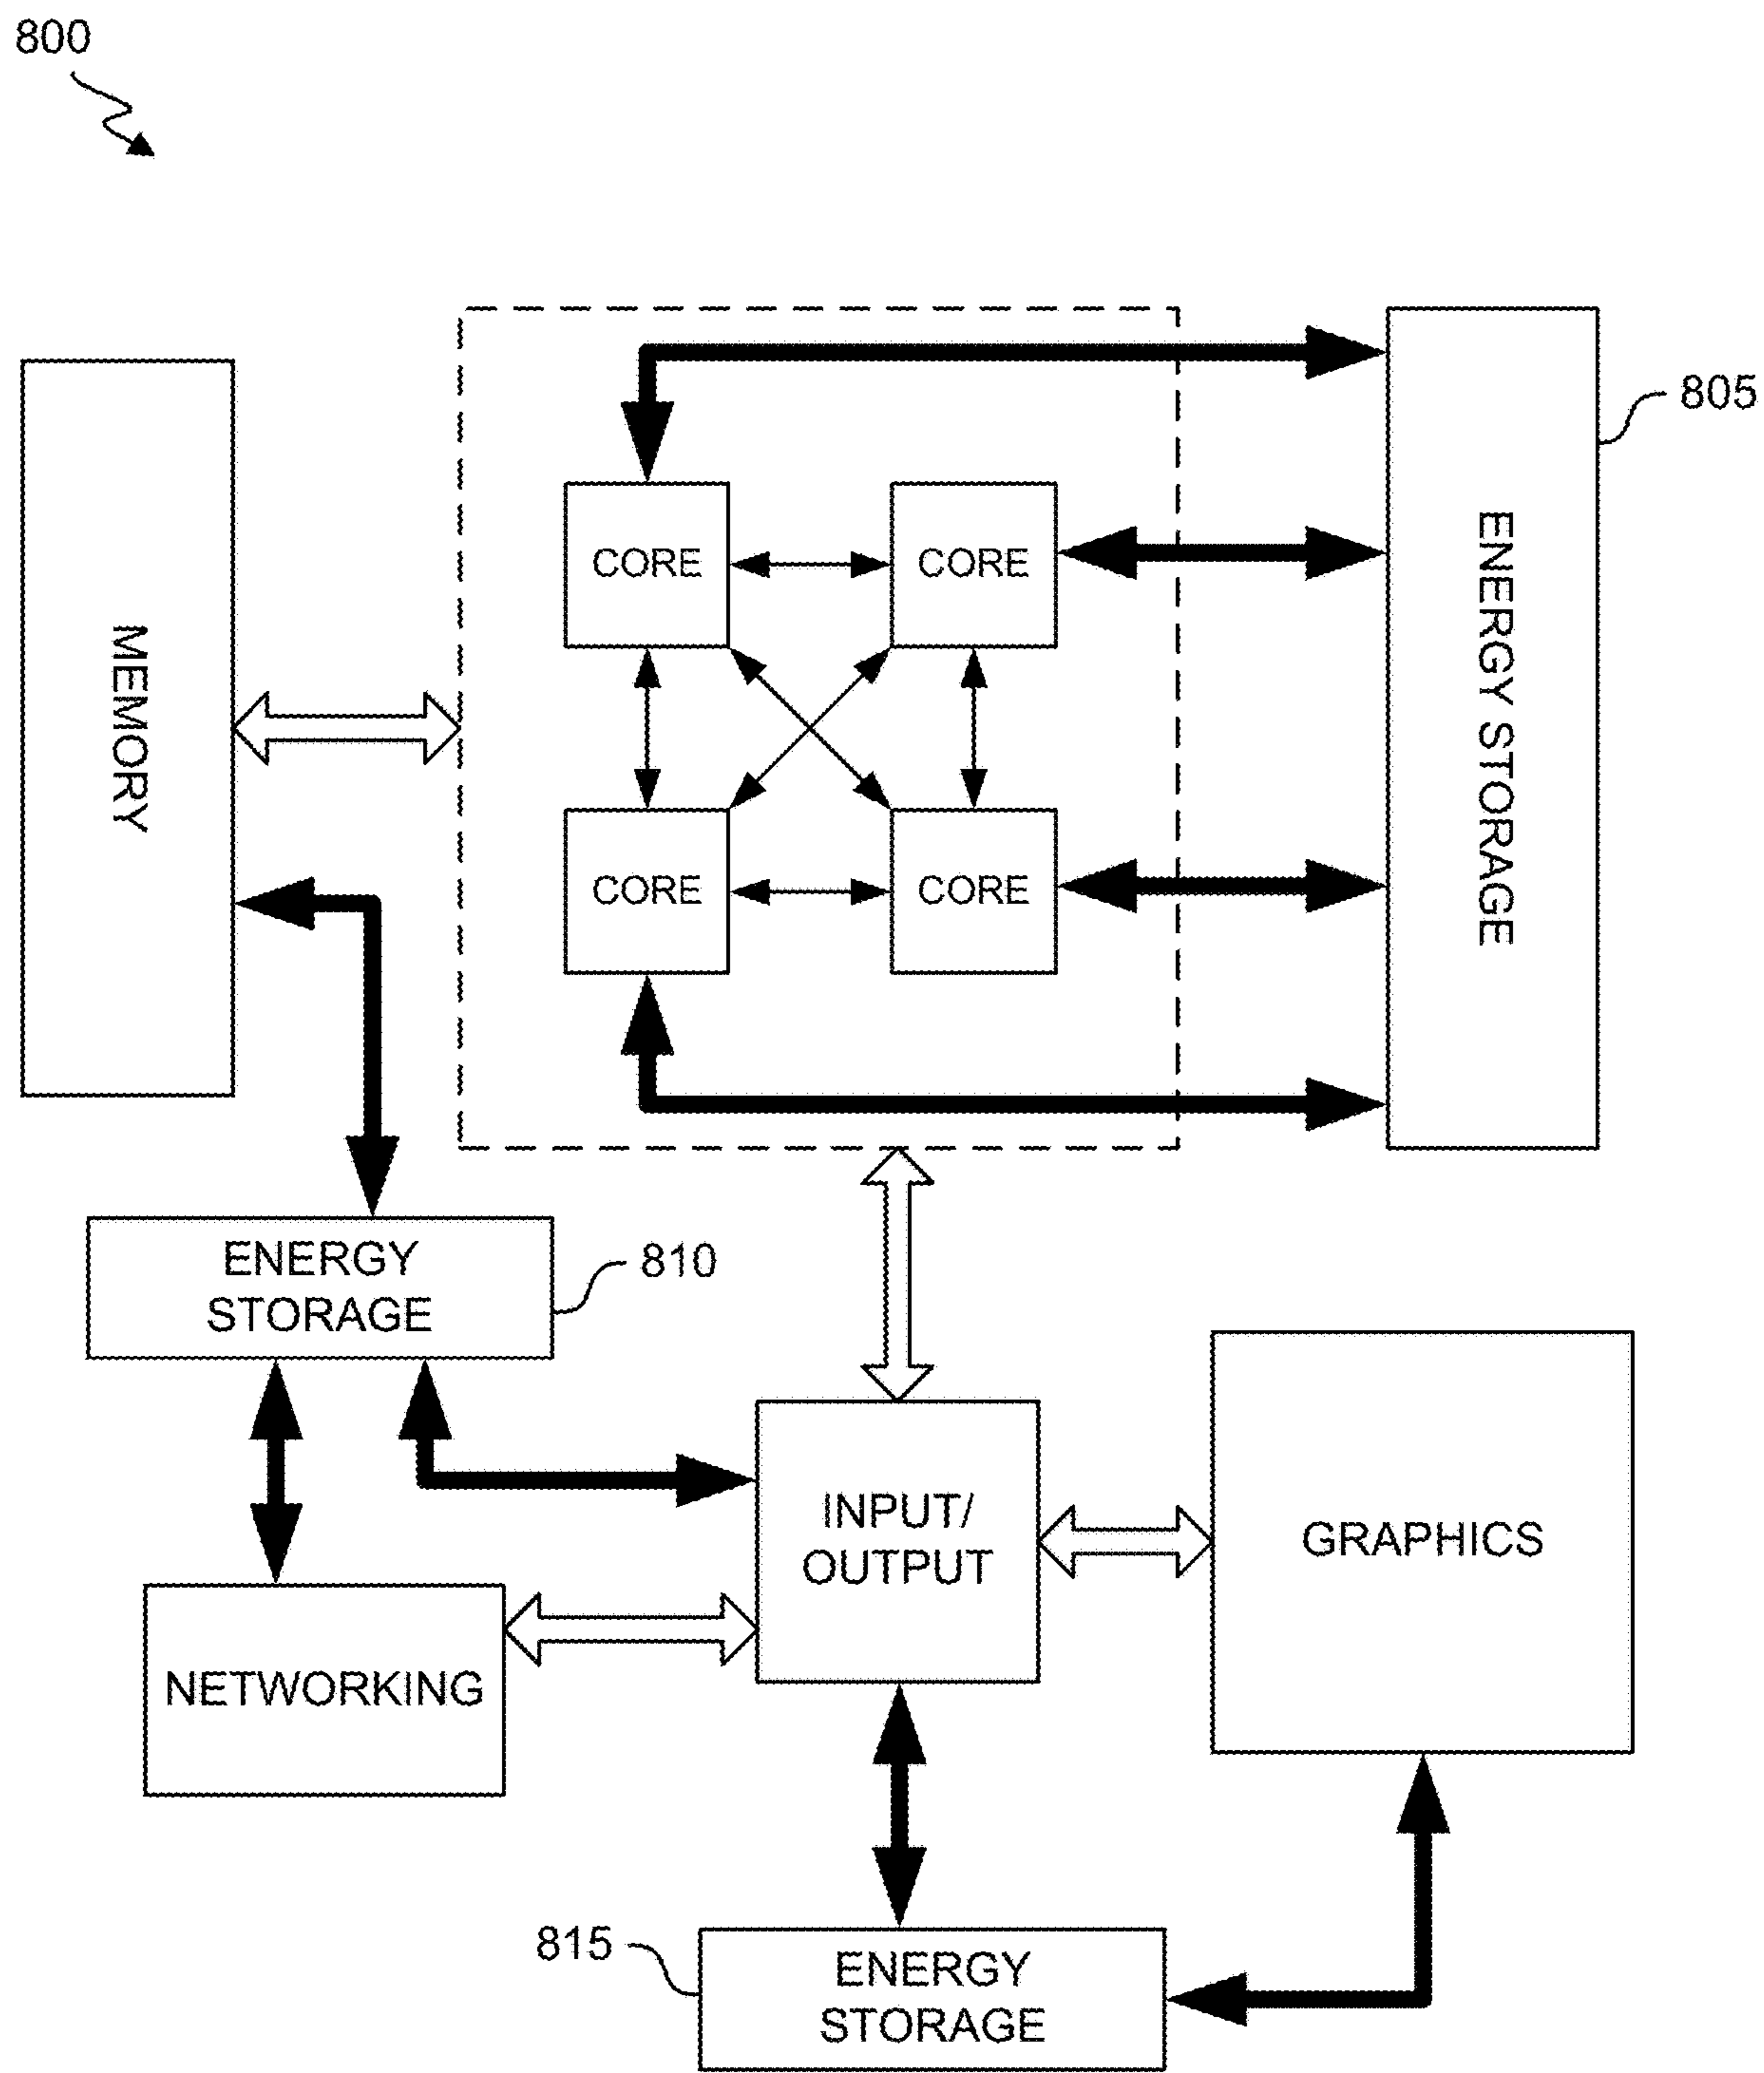 800
805
MEMORY
CORE
CORE
CORE
CORE
ENERGY STORAGE
ENERGY
STORAGE
810
INPUT/
OUTPUT
GRAPHICS
NETWORKING
815
ENERGY
STORAGE